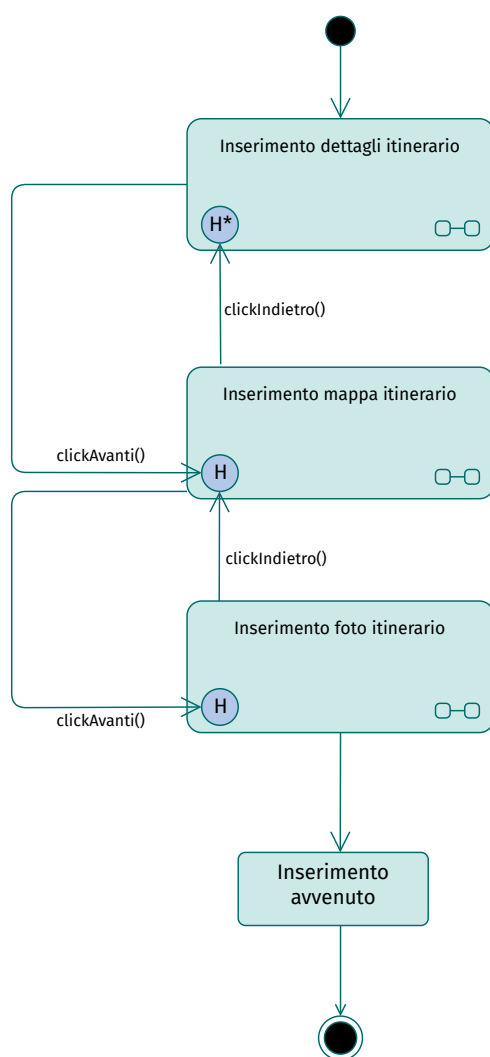 Inserimento dettagli itinerario
H*
clickIndietro()
Inserimento mappa itinerario
clickAvanti()
H
clickIndietro()
Inserimento foto itinerario
H
clickAvanti()
Inserimento
avvenuto